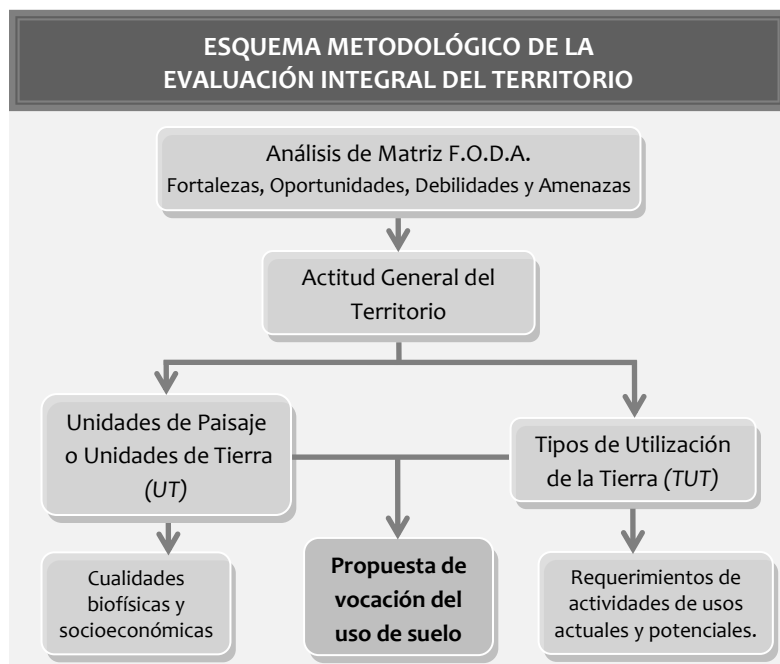 ESQUEMA METODOLÓGICO DE LA
EVALUACIÓN INTEGRAL DEL TERRITORIO
Análisis de Matriz F.O.D.A.
Fortalezas, Oportunidades, Debilidades y Amenazas
Actitud General del
Territorio
Unidades de Paisaje
o Unidades de Tierra
(UT)
Tipos de Utilización
de la Tierra (TUT)
Cualidades
biofísicas y
socioeconómicas
Propuesta de
vocación del
uso de suelo
Requerimientos de
actividades de usos
actuales y potenciales.